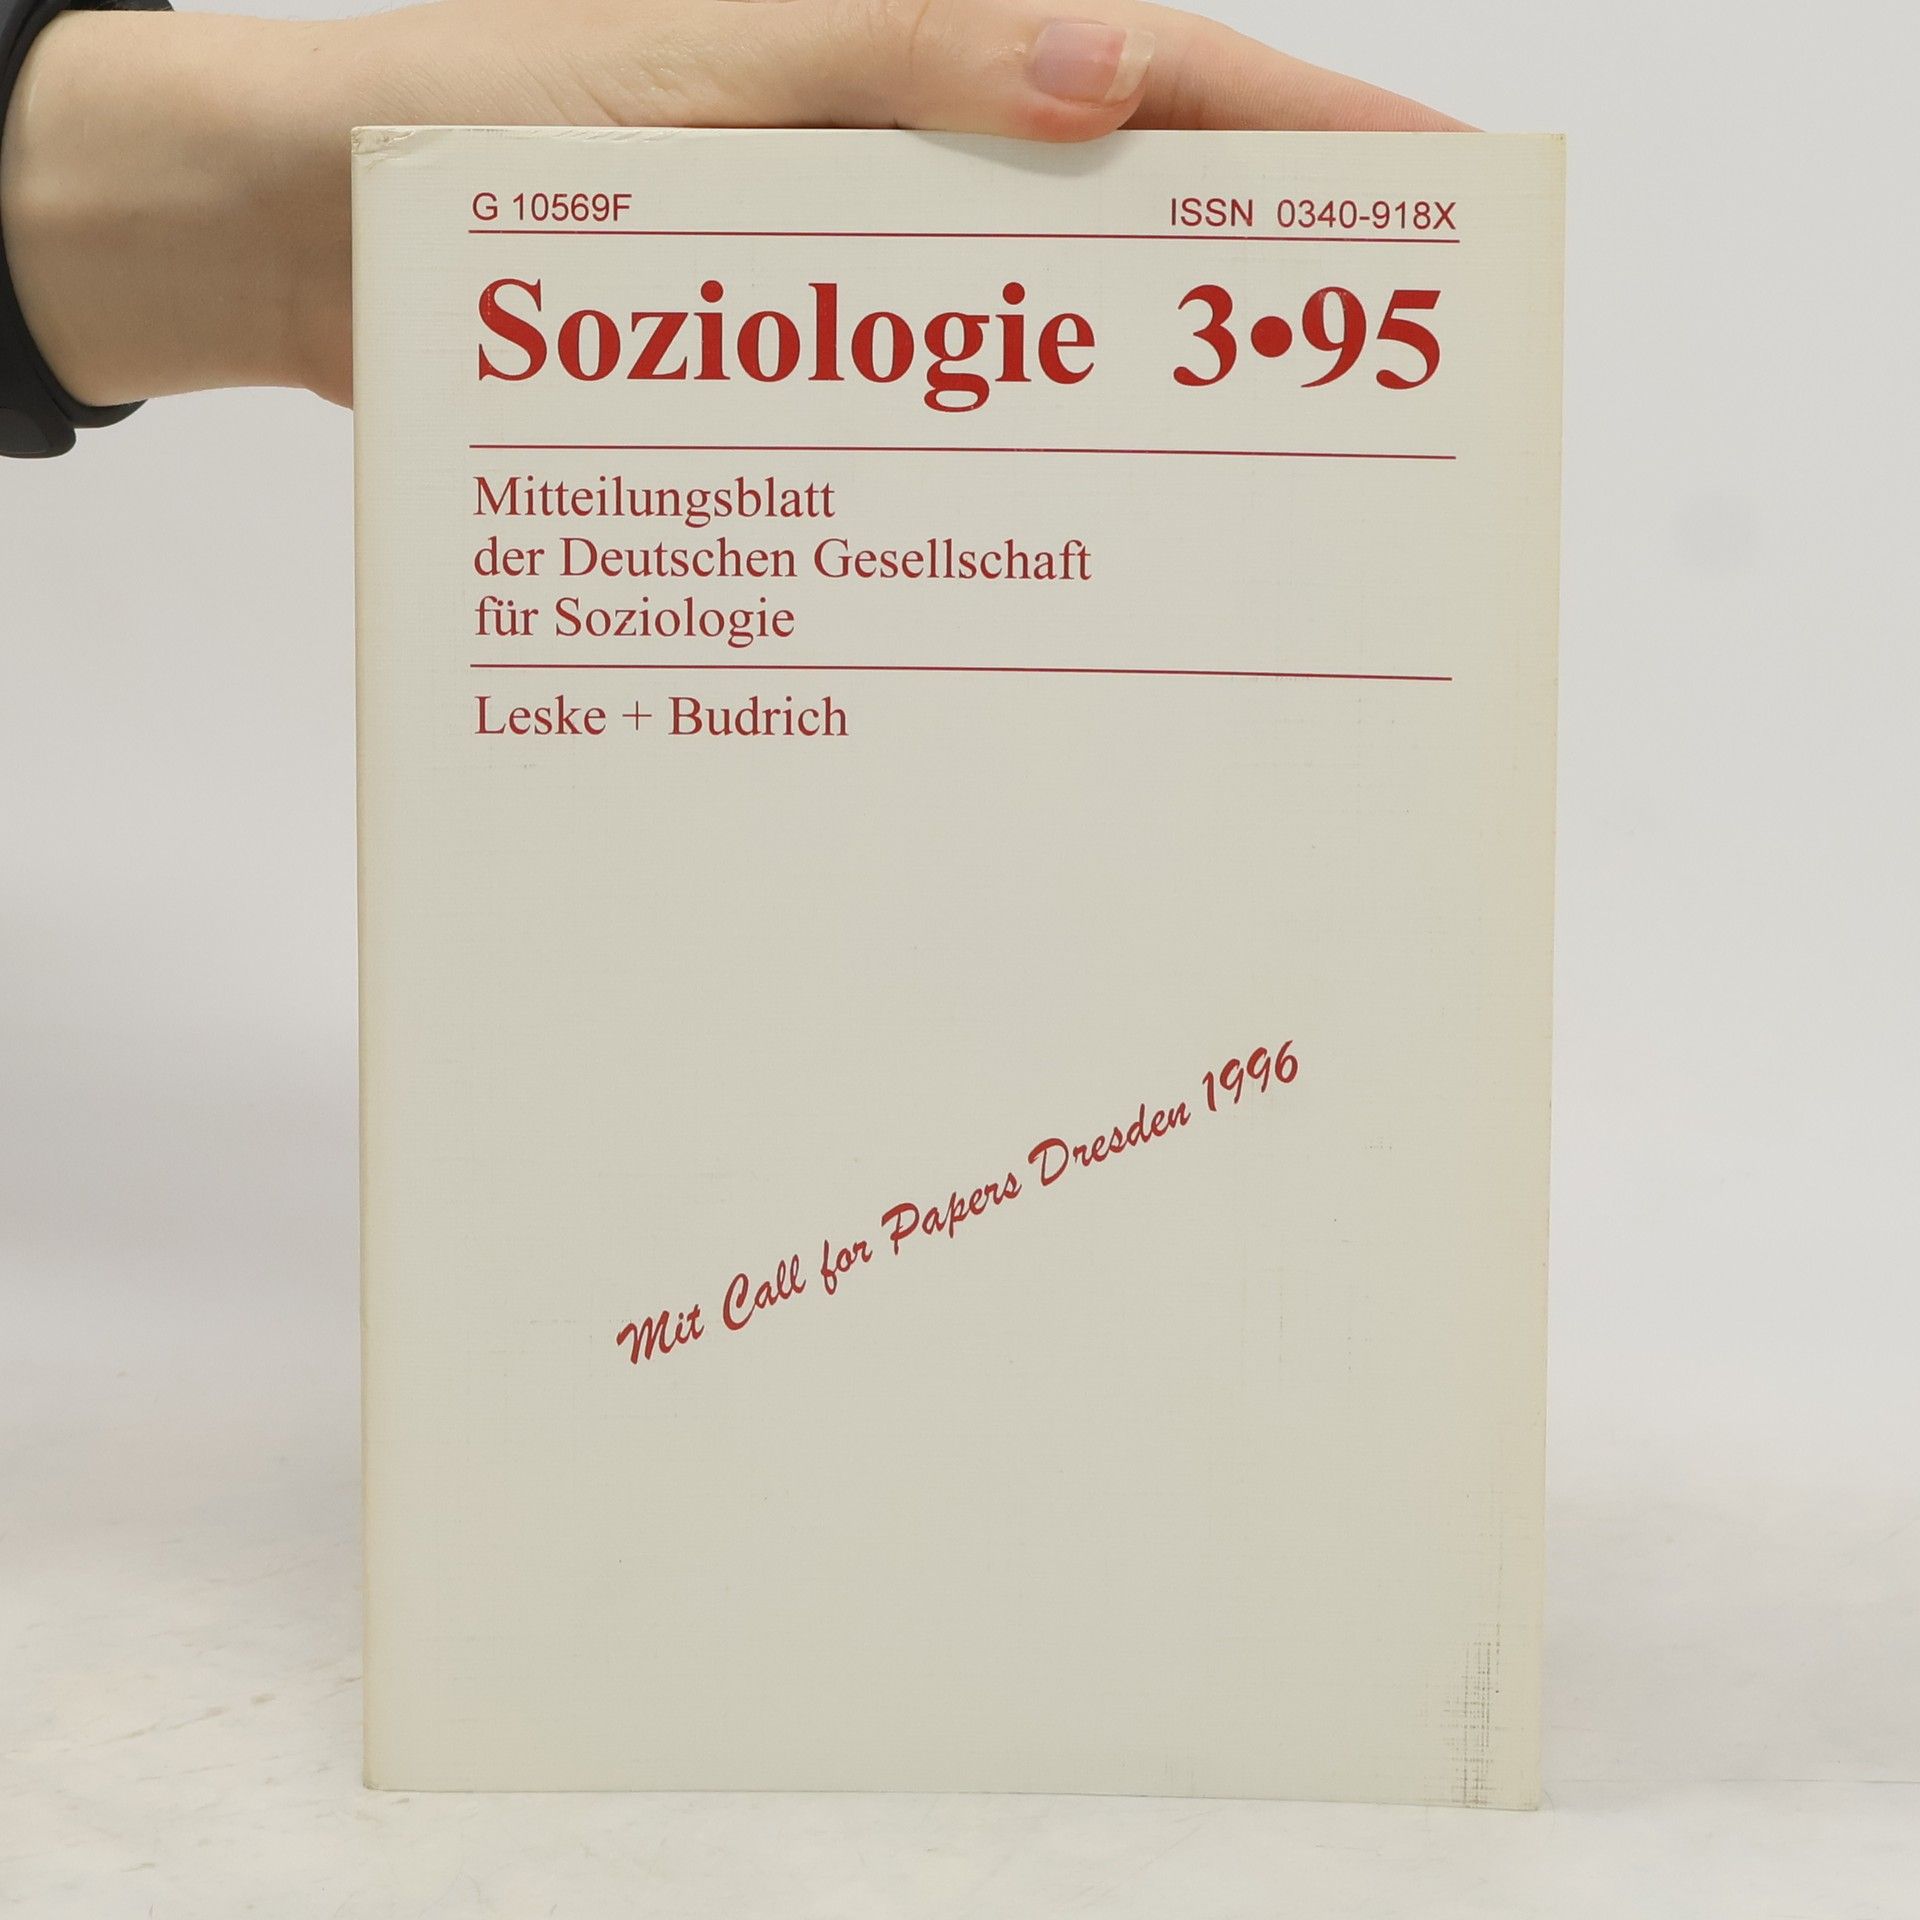 G 10569F ISSN 0340-918X
Soziologie 3•95
Mitteilungsblatt
der Deutschen Gesellschaft
für Soziologie
Leske + Budrich
Mit Call for Papers Dresden 1996